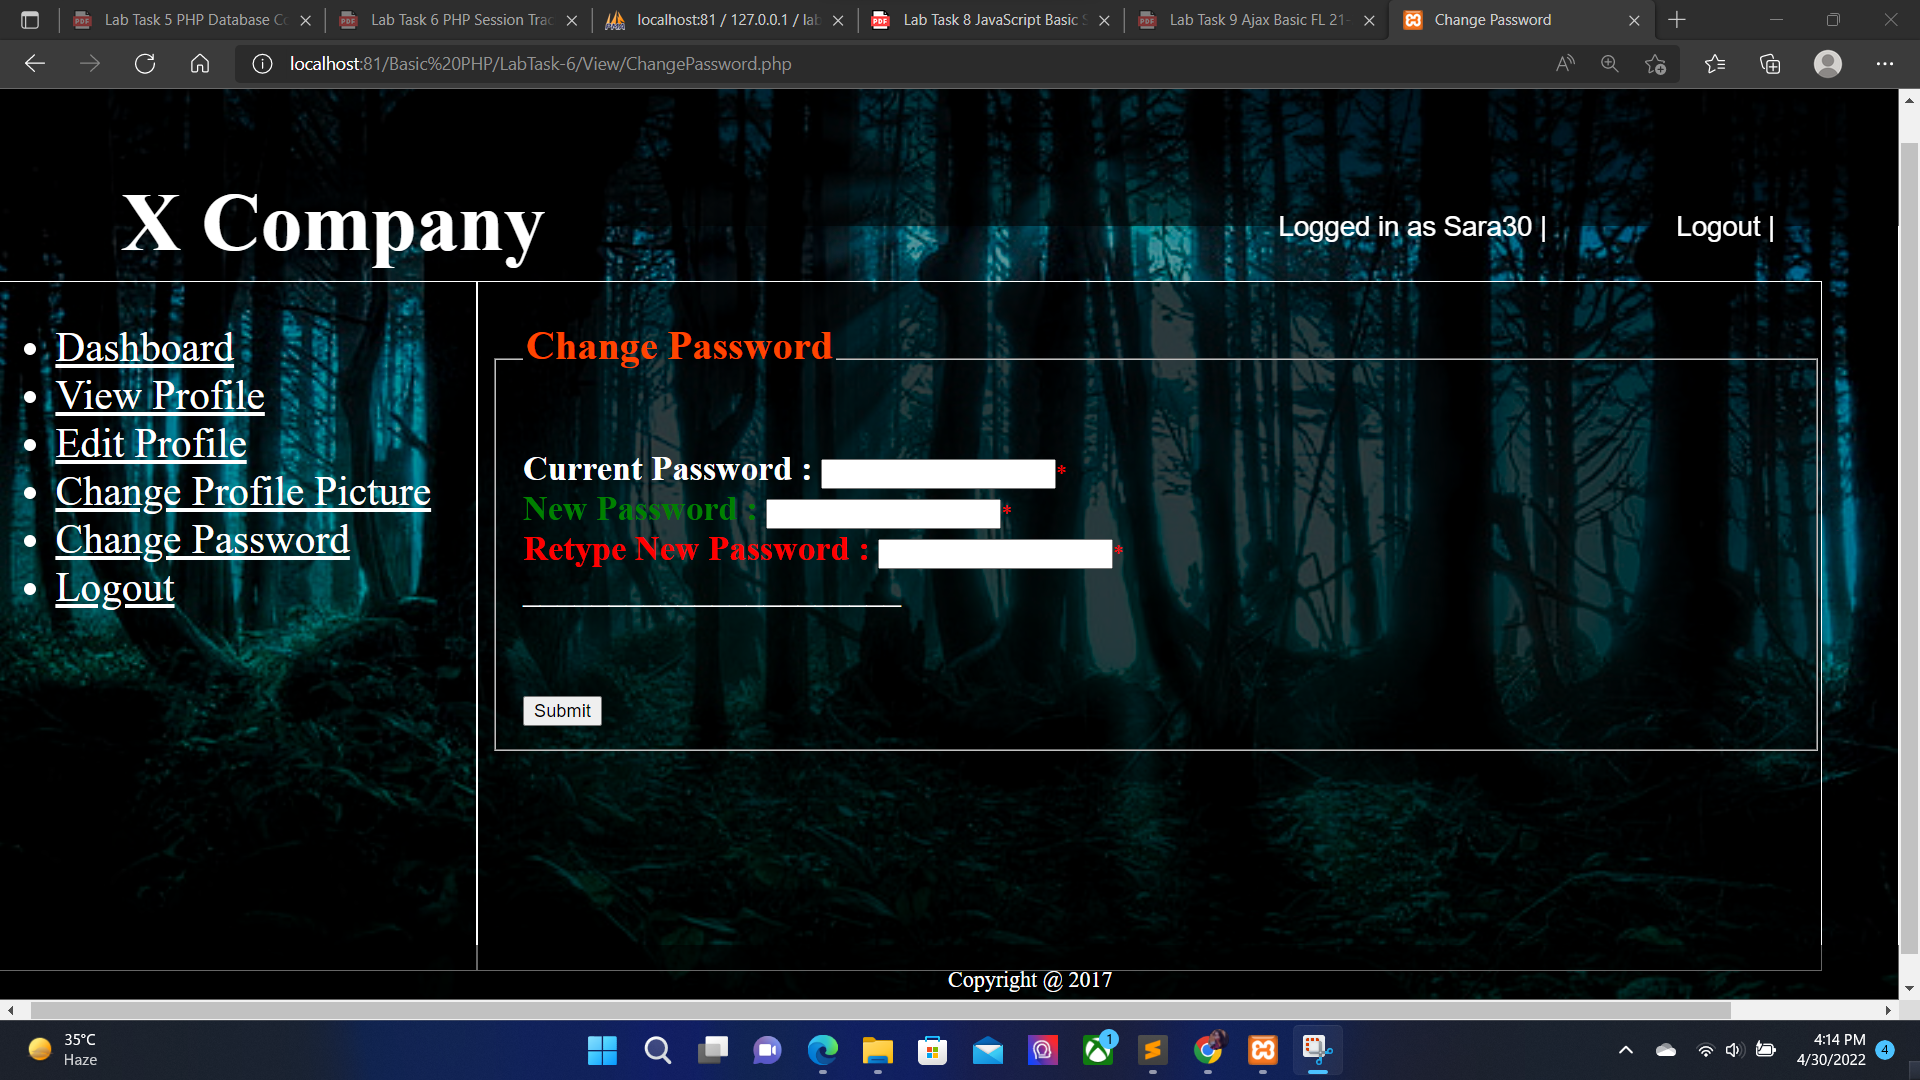 Lab Task 5 PHP Database Co
Lab Task 6 PHP Session Trac
localhost:81 / 127.0.0.1 / lab
Lab Task 8 JavaScript Basic S
Lab Task 9 Ajax Basic FL 21-
Change Password
localhost:81/Basic%20PHP/LabTask-6/View/ChangePassword.php
X Company
Logged in as Sara30 |
Logout |
Dashboard
View Profile
Edit Profile
Change Profile Picture
Change Password
Logout
Change Password
Current Password : *
New Password : *
Retype New Password : *
Submit
Copyright @ 2017
35°C
Haze
1
4:14 PM
4/30/2022
4